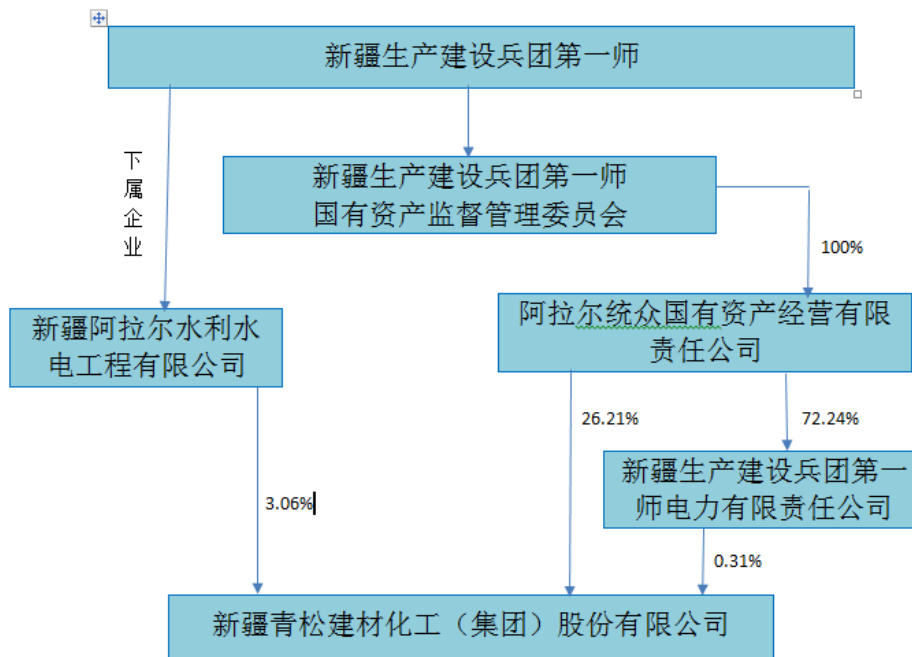 新疆生产建设兵团第一师
下属企业
新疆生产建设兵团第一师
国有资产监督管理委员会
100%
新疆阿拉尔水利水
电工程有限公司
阿拉尔统众国有资产经营有限
责任公司
26.21%
72.24%
3.06%
新疆生产建设兵团第一
师电力有限责任公司
0.31%
新疆青松建材化工（集团）股份有限公司